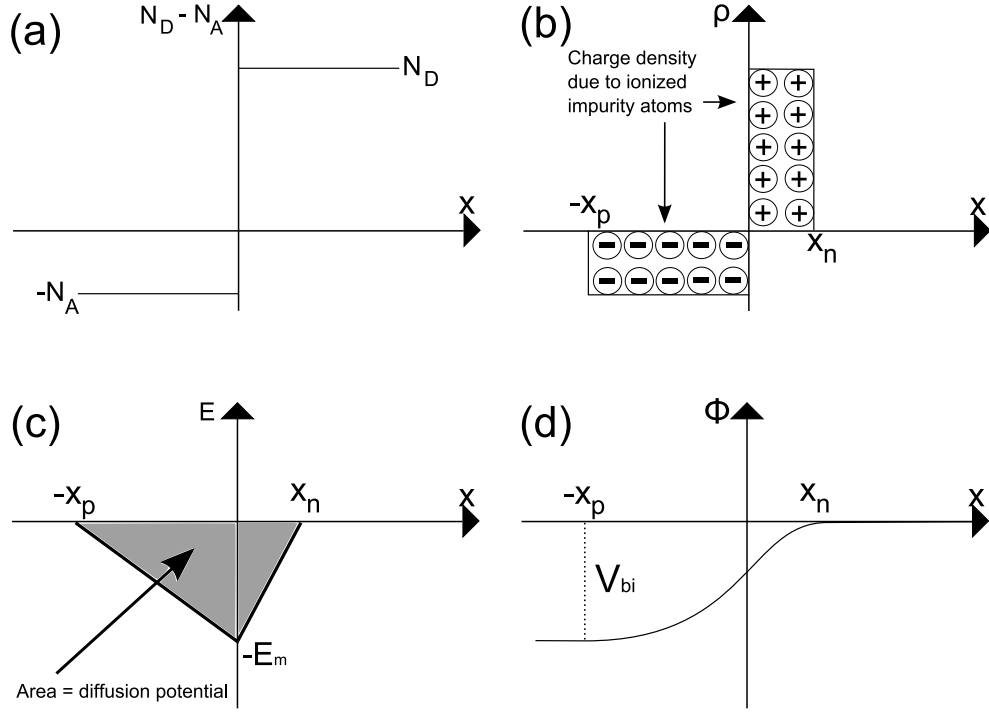 (a)
N_D - N_A
N_D
x
-N_A
(b)
ρ
Charge density
due to ionized
impurity atoms
-x_p
x
x_n
(c)
E
-x_p
x_n
x
-E_m
Area = diffusion potential
(d)
Φ
-x_p
x_n
x
V_bi